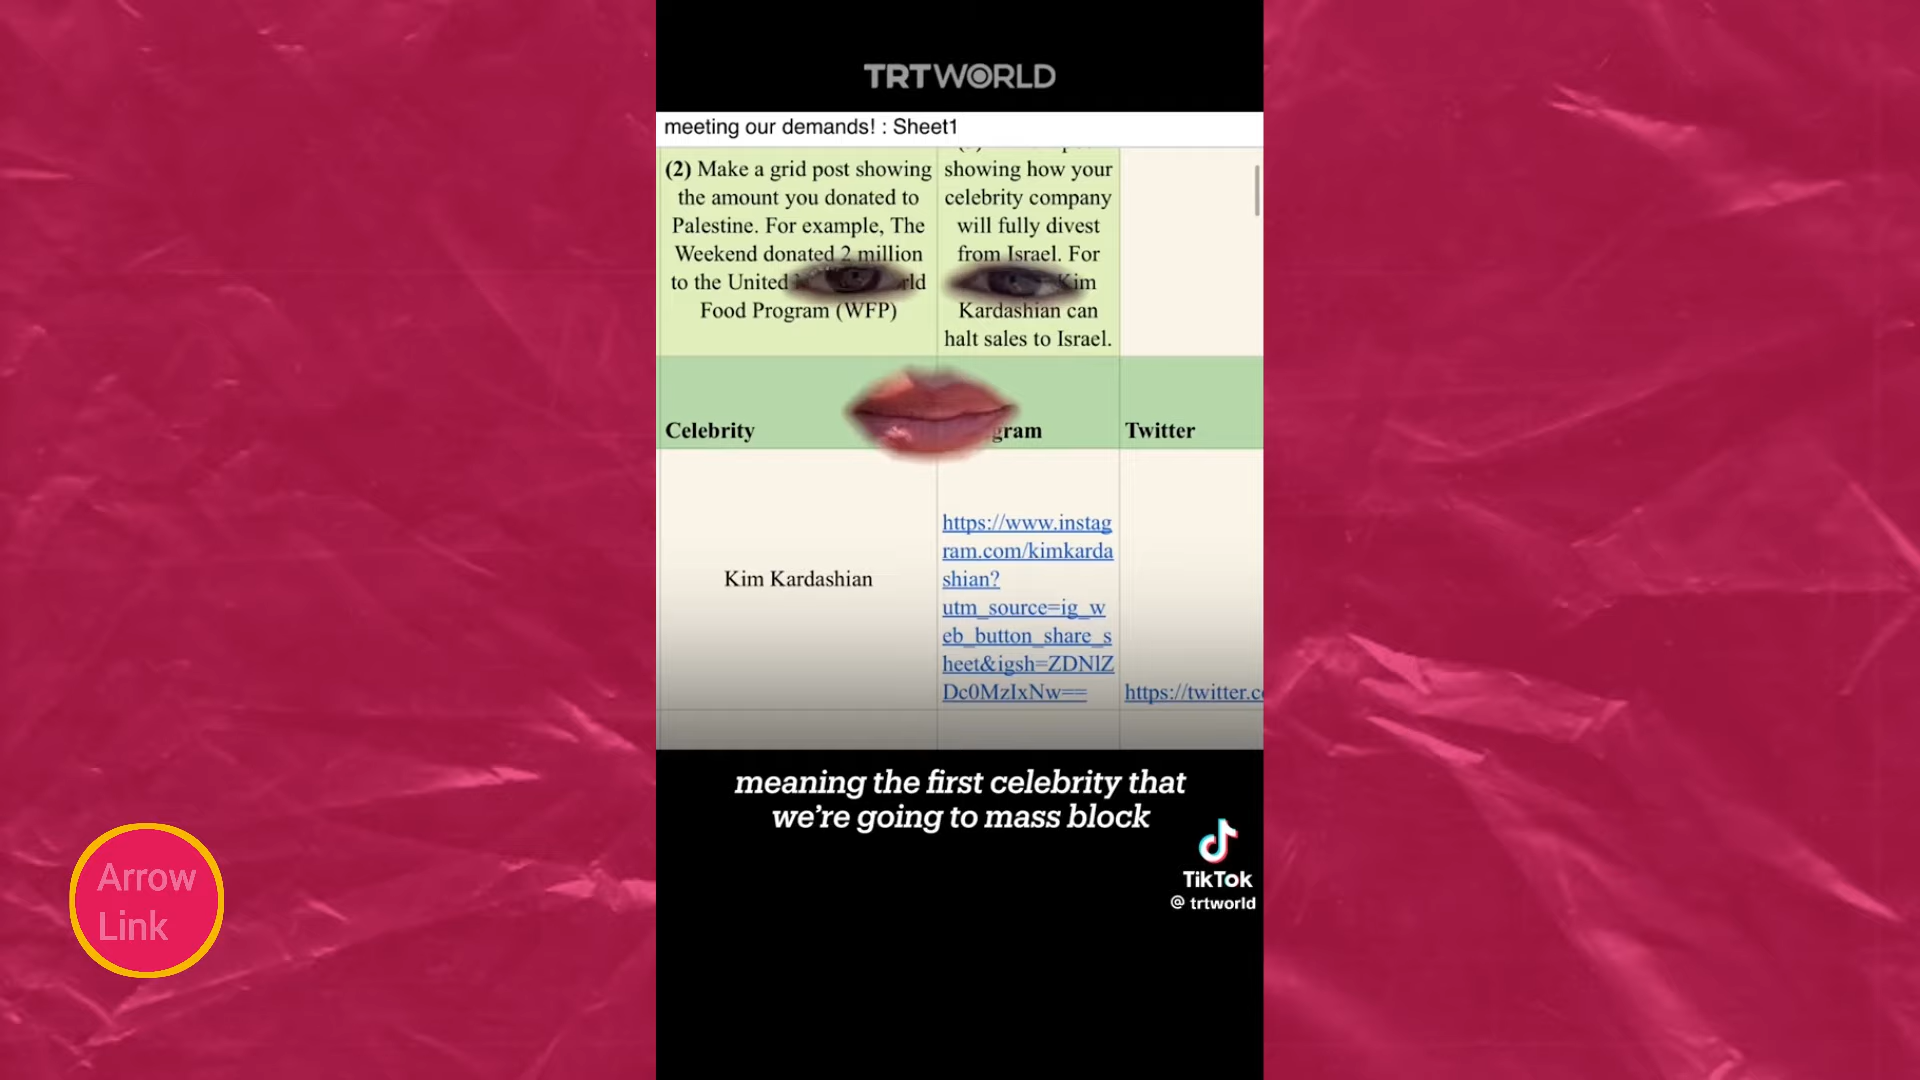 TRTWORLD
meeting our demands! : Sheet1
(2) Make a grid post showing
the amount you donated to
Palestine. For example, The
Weekend donated 2 million
to the United
Food Program (WFP)
showing how your
celebrity company
will fully divest
from Israel. For
Kim
Kardashian can
halt sales to Israel.
Celebrity
gram
Twitter
Kim Kardashian
https://www.instag
ram.com/kimkarda
shian?
utm_source=ig_w
eb_button_share_s
heet&igsh=ZDNlZ
Dc0MzIxNw==
https://twitter.c
meaning the first celebrity that
we're going to mass block
TikTok
@ trtworld
Arrow
Link